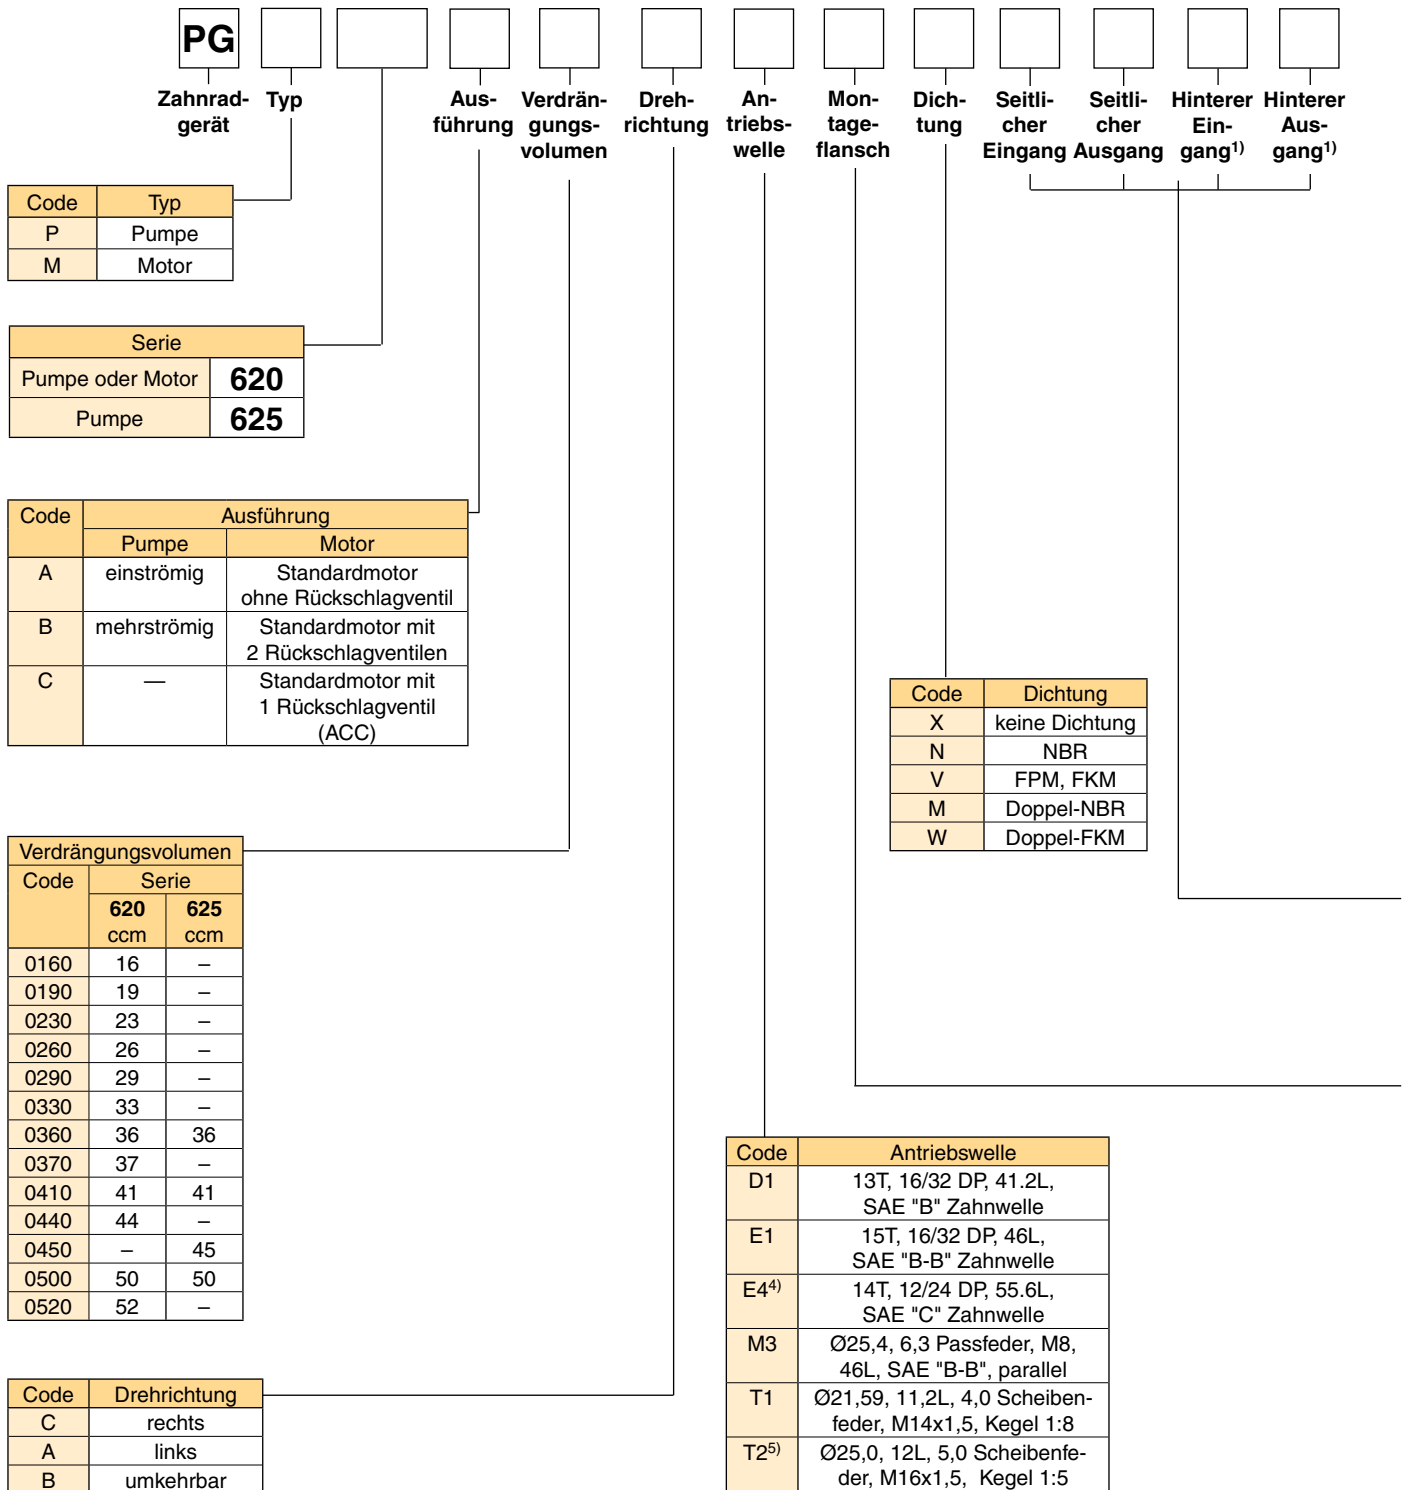 PG
Zahnrad-
gerät
Typ
Aus-
führung
Verdrän-
gungs-
volumen
Dreh-
richtung
An-
triebs-
welle
Mon-
tage-
flansch
Dich-
tung
Seitli-
cher
Eingang
Seitli-
cher
Ausgang
Hinterer
Ein-
gang1)
Hinterer
Aus-
gang1)
Code Typ
P Pumpe
M Motor
Serie
Pumpe oder Motor 620
Pumpe 625
Code Ausführung
Pumpe Motor
A einströmig Standardmotor
ohne Rückschlagventil
B mehrströmig Standardmotor mit
2 Rückschlagventilen
C — Standardmotor mit
1 Rückschlagventil
(ACC)
Code Dichtung
X keine Dichtung
N NBR
V FPM, FKM
M Doppel-NBR
W Doppel-FKM
Verdrängungsvolumen
Code Serie
620 625
ccm ccm
0160 16 –
0190 19 –
0230 23 –
0260 26 –
0290 29 –
0330 33 –
0360 36 36
0370 37 –
0410 41 41
0440 44 –
0450 – 45
0500 50 50
0520 52 –
Code Antriebswelle
D1 13T, 16/32 DP, 41.2L,
SAE "B" Zahnwelle
E1 15T, 16/32 DP, 46L,
SAE "B-B" Zahnwelle
E44) 14T, 12/24 DP, 55.6L,
SAE "C" Zahnwelle
M3 Ø25,4, 6,3 Passfeder, M8,
46L, SAE "B-B", parallel
T1 Ø21,59, 11,2L, 4,0 Scheiben-
feder, M14x1,5, Kegel 1:8
T25) Ø25,0, 12L, 5,0 Scheibenfe-
der, M16x1,5, Kegel 1:5
Code Drehrichtung
C rechts
A links
B umkehrbar